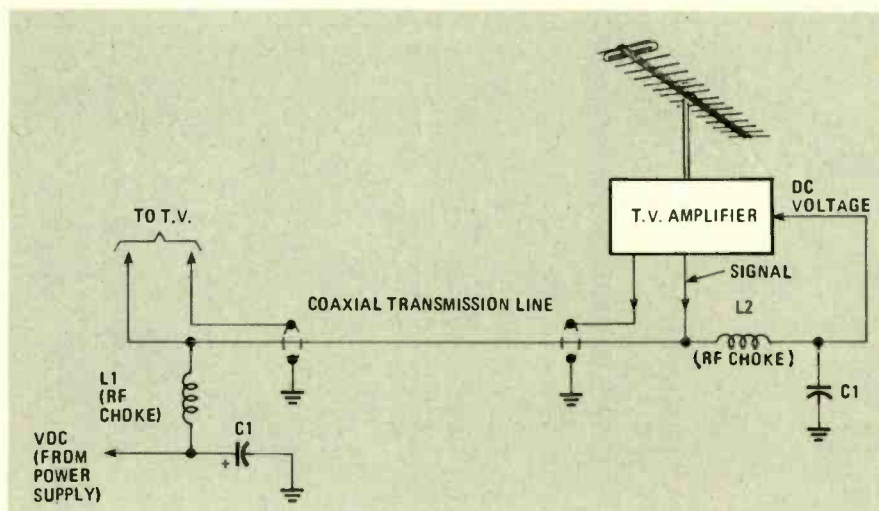 DC
VOLTAGE
T.V. AMPLIFIER
TO T.V.
SIGNAL
COAXIAL TRANSMISSION LINE
L2
(RF CHOKE)
C1
L1
(RF
CHOKE)
C1
+
VDC
(FROM
POWER
SUPPLY)